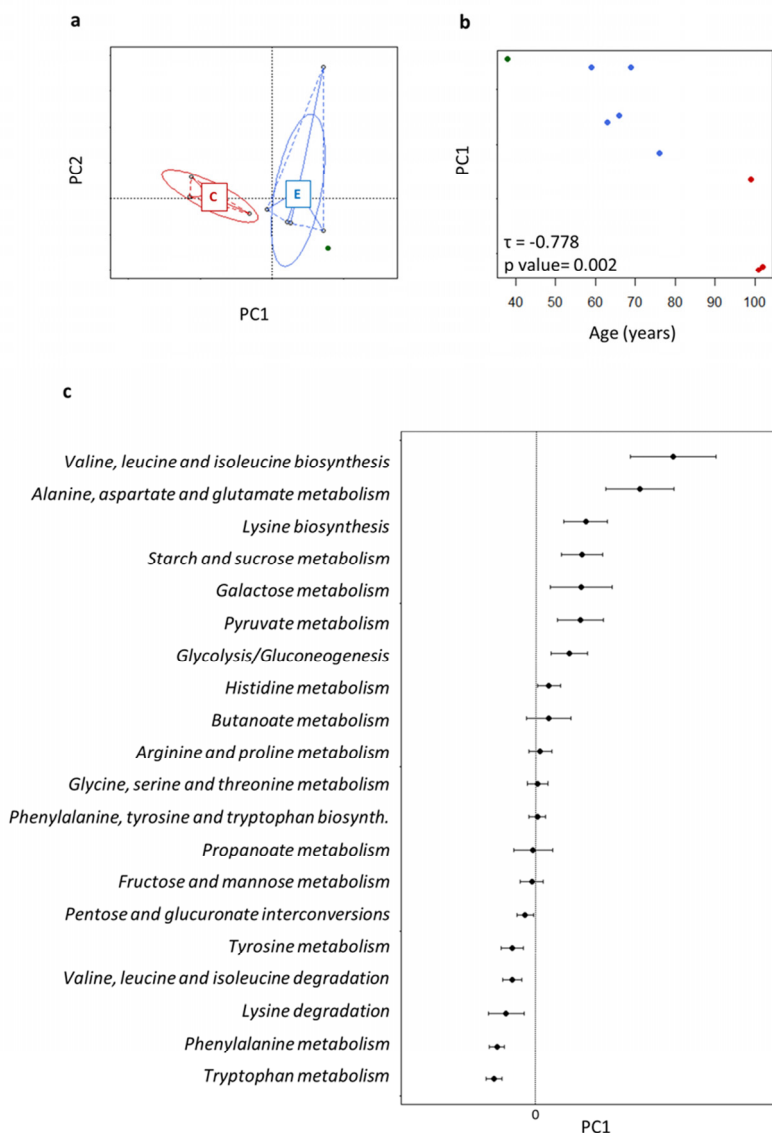 a
PC2
C
E
PC1
b
PC1
τ = -0.778
p value= 0.002
40 50 60 70 80 90 100
Age (years)
c
Valine, leucine and isoleucine biosynthesis
Alanine, aspartate and glutamate metabolism
Lysine biosynthesis
Starch and sucrose metabolism
Galactose metabolism
Pyruvate metabolism
Glycolysis/Gluconeogenesis
Histidine metabolism
Butanoate metabolism
Arginine and proline metabolism
Glycine, serine and threonine metabolism
Phenylalanine, tyrosine and tryptophan biosynth.
Propanoate metabolism
Fructose and mannose metabolism
Pentose and glucuronate interconversions
Tyrosine metabolism
Valine, leucine and isoleucine degradation
Lysine degradation
Phenylalanine metabolism
Tryptophan metabolism
0
PC1